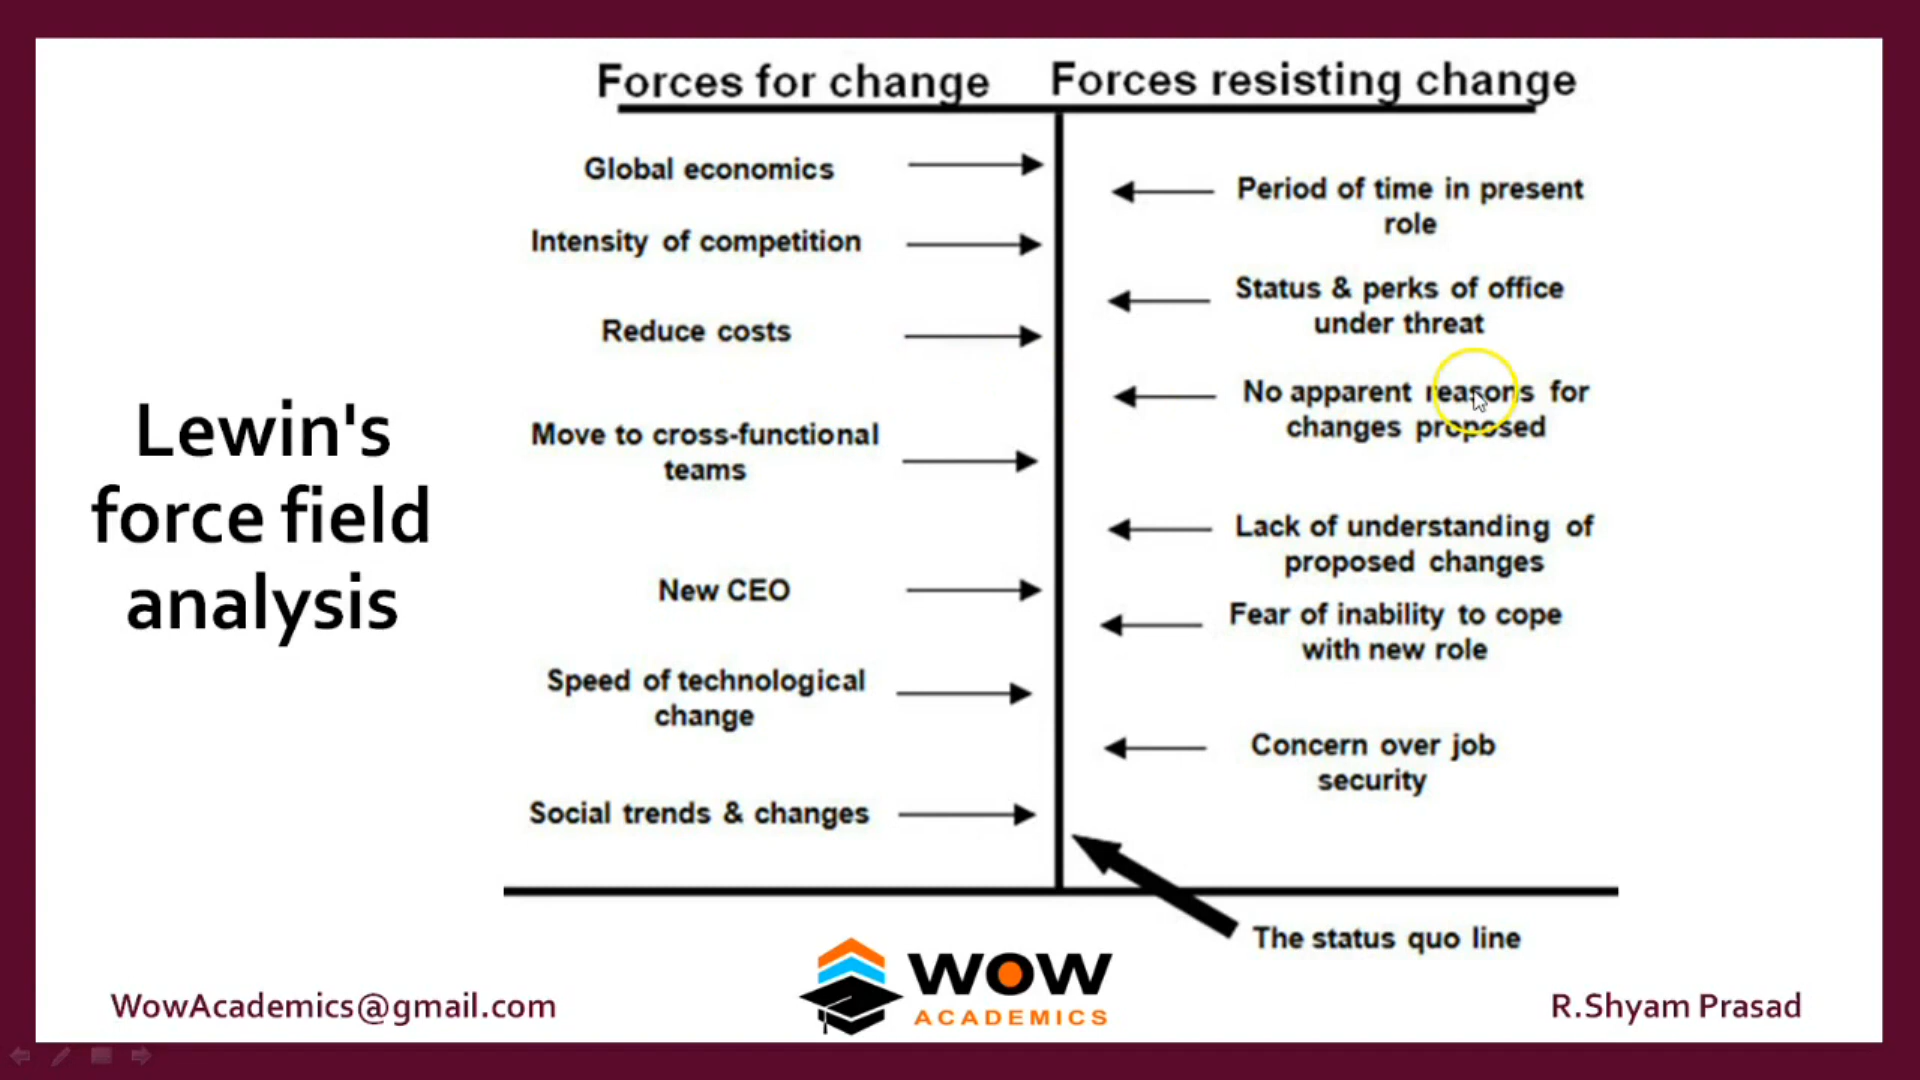 Lewin's
force field
analysis
Forces for change
Global economics
Intensity of competition
Reduce costs
Move to cross-functional
teams
New CEO
Speed of technological
change
Social trends & changes
Forces resisting change
Period of time in present
role
Status & perks of office
under threat
No apparent reasons for
changes proposed
Lack of understanding of
proposed changes
Fear of inability to cope
with new role
Concern over job
security
The status quo line
WowAcademics@gmail.com
WOW
ACADEMICS
R.Shyam Prasad